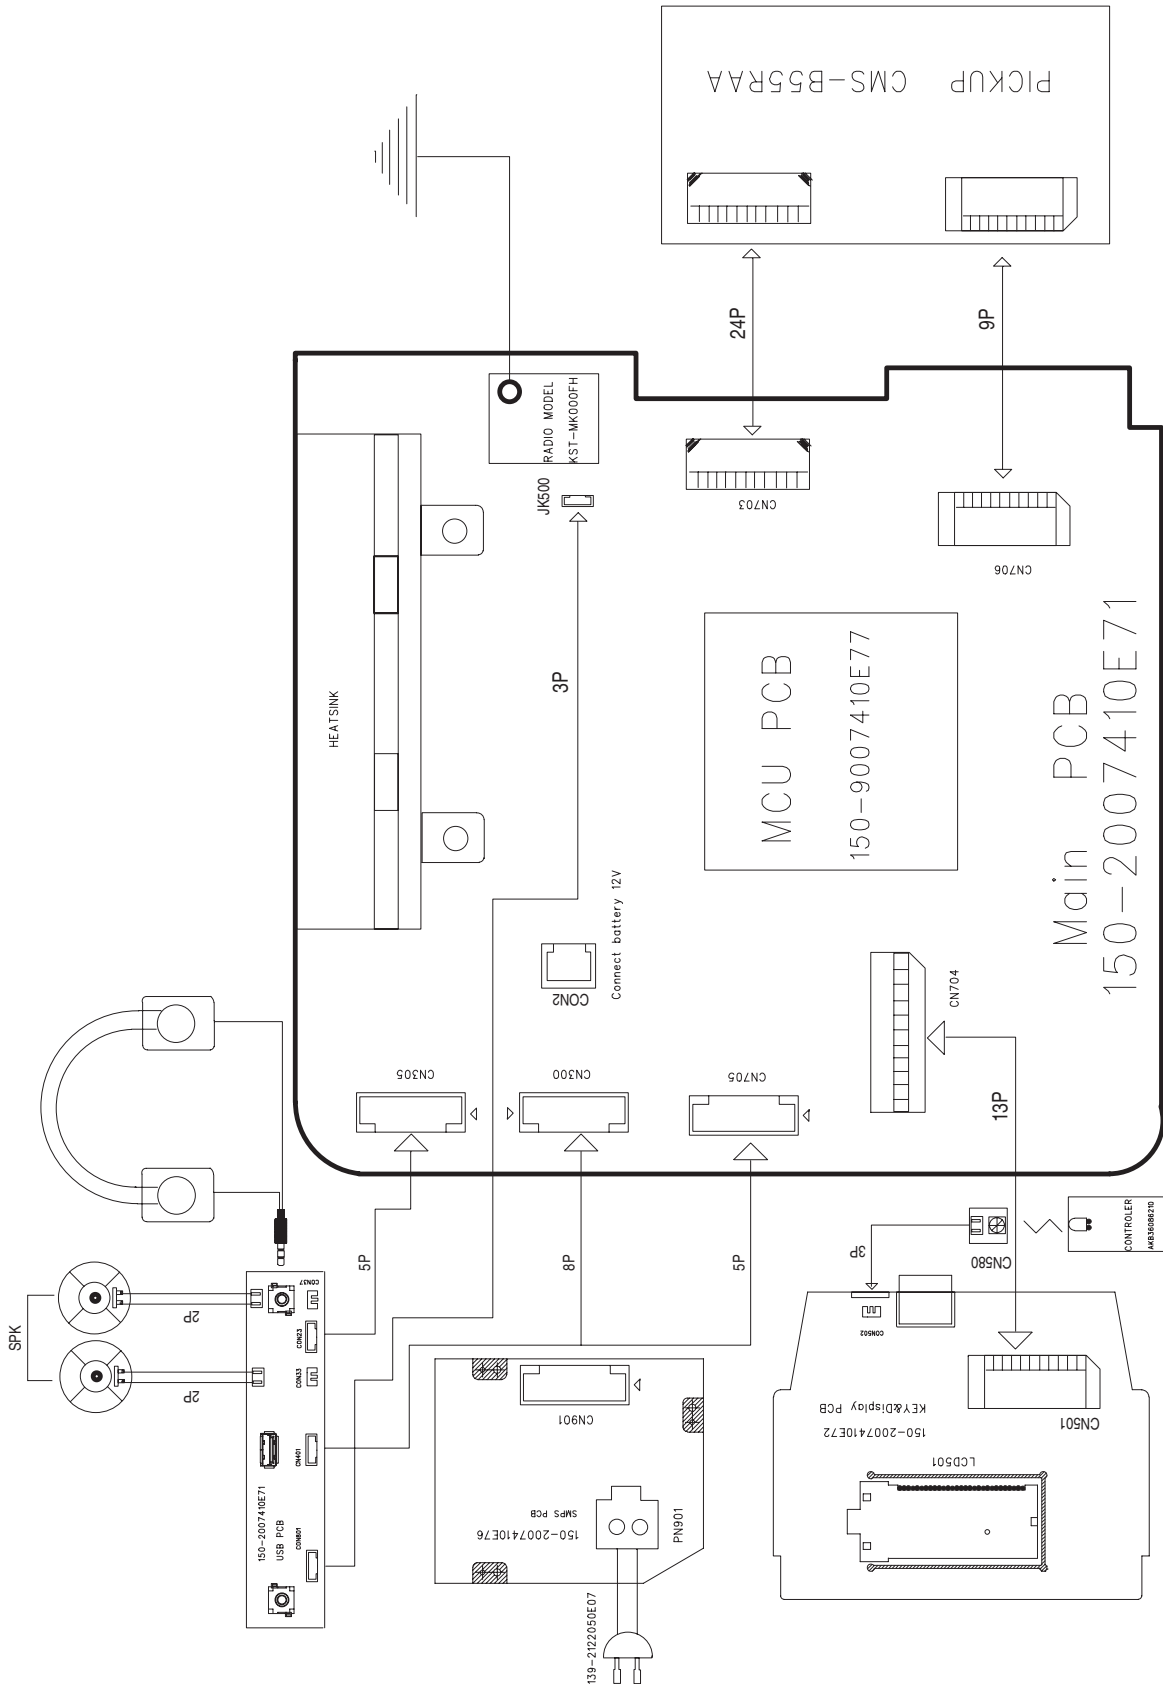 PICKUP CMS-B55RAA
24P
9P
RADIO MODEL
KST-MK000FH
JK500
CN703
CN706
HEATSINK
3P
MCU PCB
150-9007410E77
Main PCB
150-2007410E71
Connect battery 12V
CON2
CN704
CN305
CN300
CN705
13P
5P
8P
5P
3P
CN580
CONTROLER
AKB36086210
SPK
2P
2P
CON37
CON23
CON33
CN401
CON801
150-2007410E71
USB PCB
CN901
SMPS PCB
150-2007410E76
PN901
139-2122050E07
CON502
KEY&Display PCB
150-2007410E72
CN501
LCD501